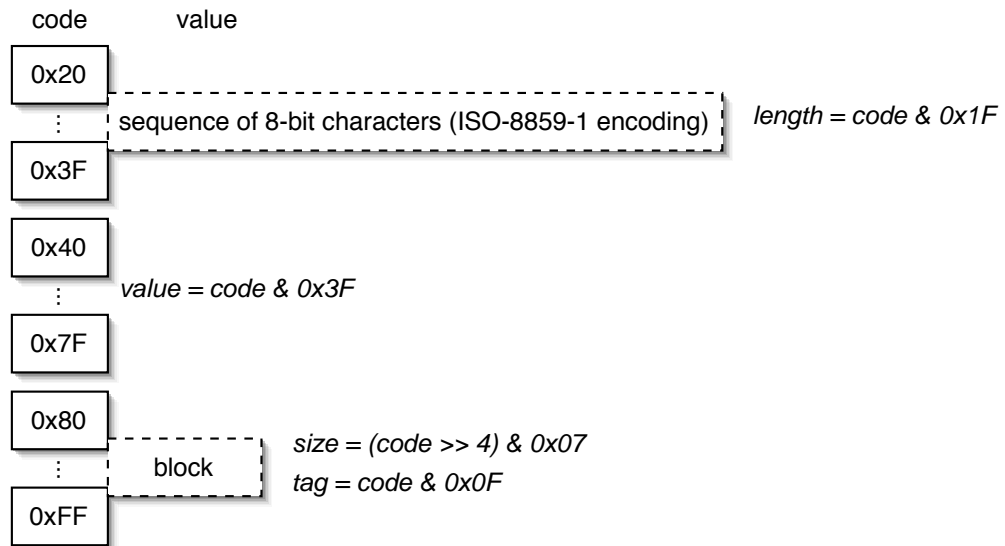 code value
0x20
sequence of 8-bit characters (ISO-8859-1 encoding)
length = code & 0x1F
⋮
0x3F
0x40
⋮
value = code & 0x3F
0x7F
0x80
⋮
block
size = (code >> 4) & 0x07
tag = code & 0x0F
0xFF